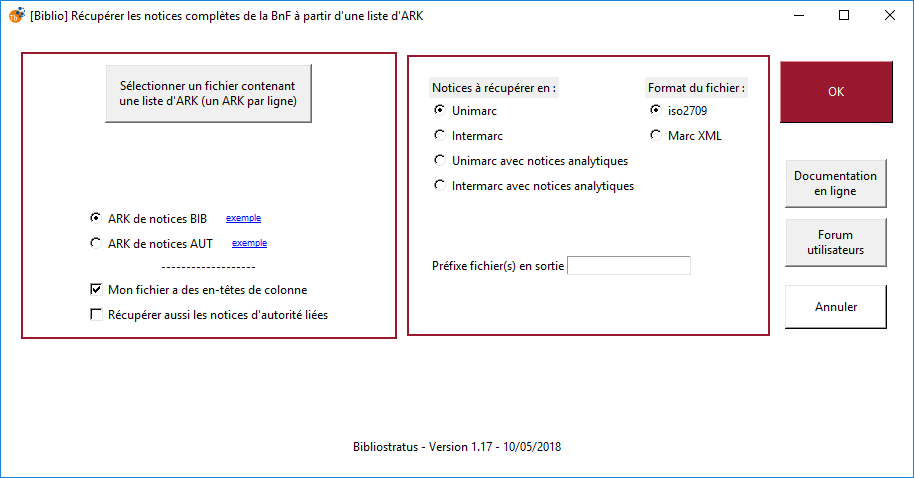 [Biblio] Récupérer les notices complètes de la BnF à partir d'une liste d'ARK
Sélectionner un fichier contenant
une liste d'ARK (un ARK par ligne)
ARK de notices BIB exemple
ARK de notices AUT exemple
-------------------
Mon fichier a des en-têtes de colonne
Récupérer aussi les notices d'autorité liées
Notices à récupérer en : Format du fichier :
Unimarc iso2709
Intermarc Marc XML
Unimarc avec notices analytiques
Intermarc avec notices analytiques
Préfixe fichier(s) en sortie
OK
Documentation
en ligne
Forum
utilisateurs
Annuler
Bibliostratus - Version 1.17 - 10/05/2018